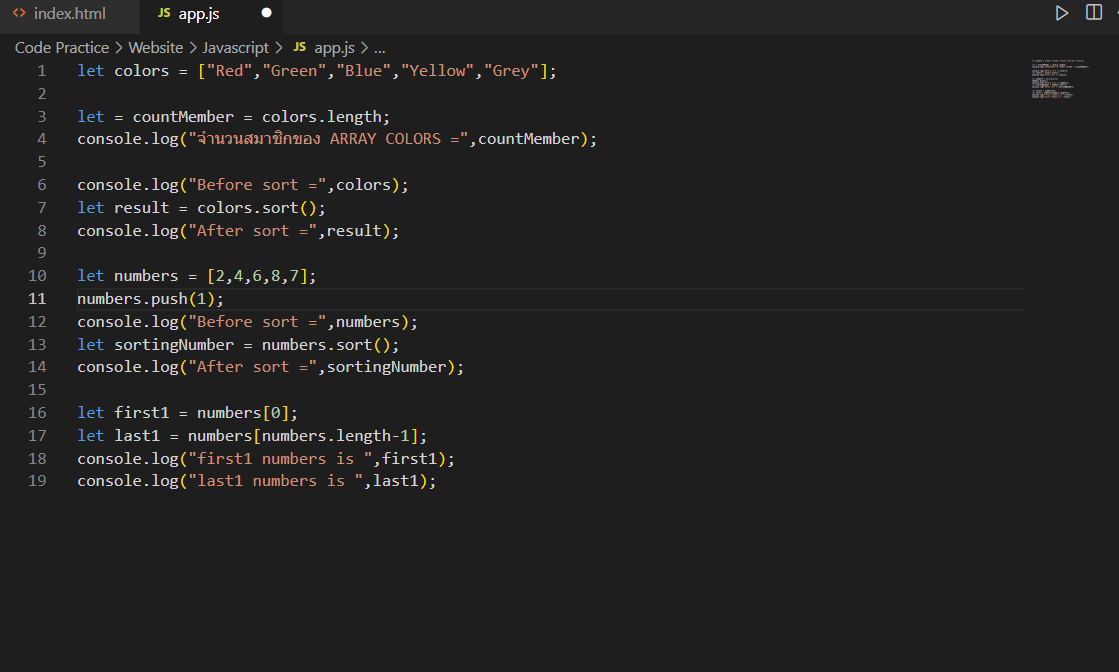 <> index.html JS app.js
Code Practice > Website > Javascript > JS app.js > ...
1 let colors = ["Red","Green","Blue","Yellow","Grey"];
2
3 let = countMember = colors.length;
4 console.log("จำนวนสมาชิกของ ARRAY COLORS =",countMember);
5
6 console.log("Before sort =",colors);
7 let result = colors.sort();
8 console.log("After sort =",result);
9
10 let numbers = [2,4,6,8,7];
11 numbers.push(1);
12 console.log("Before sort =",numbers);
13 let sortingNumber = numbers.sort();
14 console.log("After sort =",sortingNumber);
15
16 let first1 = numbers[0];
17 let last1 = numbers[numbers.length-1];
18 console.log("first1 numbers is ",first1);
19 console.log("last1 numbers is ",last1);